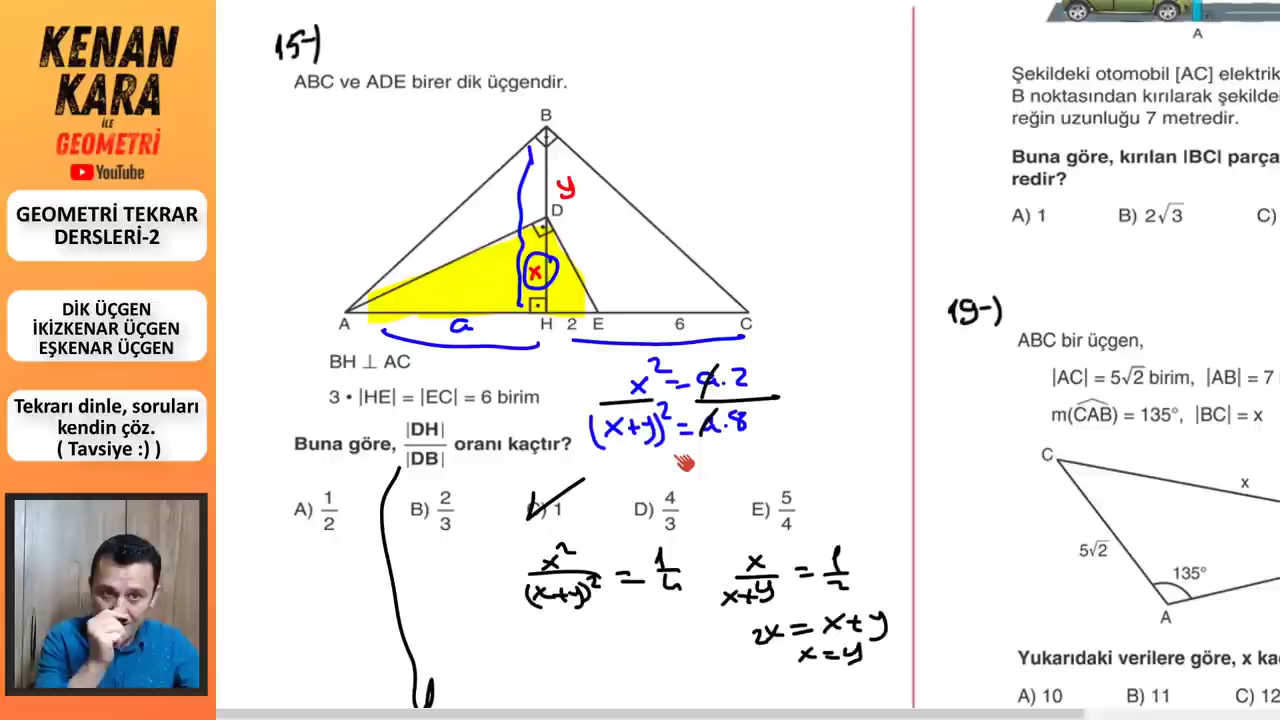 KENAN
KARA
İLE
GEOMETRİ
YouTube
GEOMETRİ TEKRAR
DERSLERİ-2
DİK ÜÇGEN
İKİZKENAR ÜÇGEN
EŞKENAR ÜÇGEN
Tekrarı dinle, soruları
kendin çöz.
( Tavsiye :) )
15-)
ABC ve ADE birer dik üçgendir.
B
y
D
x
A
a
H
2
E
6
C
BH ⊥ AC
3 • |HE| = |EC| = 6 birim
Buna göre, |DH| / |DB| oranı kaçtır?
A) 1/2 B) 2/3 C) 1 D) 4/3 E) 5/4
x² = a.2
(x+y)² = a.8
x²/(x+y)² = 1/4
x/(x+y) = 1/2
2x = x+y
x = y
A
Şekildeki otomobil [AC] elektrik
B noktasından kırılarak şekilde
reğin uzunluğu 7 metredir.
Buna göre, kırılan |BC| parça
redir?
A) 1 B) 2√3 C)
19-)
ABC bir üçgen,
|AC| = 5√2 birim, |AB| = 7
m(CAB) = 135°, |BC| = x
C
x
5√2
135°
A
Yukarıdaki verilere göre, x ka
A) 10 B) 11 C) 12